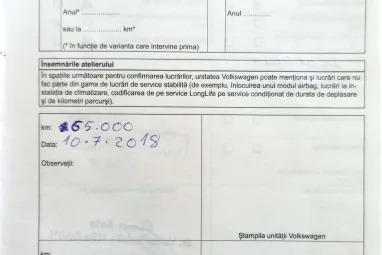 Anul* ....................
Anul ....................
sau la .................... km*
(* în funcție de varianta care intervine prima)
Însemnările atelierului
În spațiile următoare pentru confirmarea lucrărilor, unitatea Volkswagen poate menționa și lucrări care nu
fac parte din gama de lucrări de service stabilită (de exemplu, înlocuirea unui modul airbag, lucrări la in-
stalația de climatizare, codificarea de pe service LongLife pe service condiționat de durata de deplasare
și de kilometri parcurși).
km: 65.000
Data: 10-7-2018
Observații:
Ștampila unității Volkswagen
km: